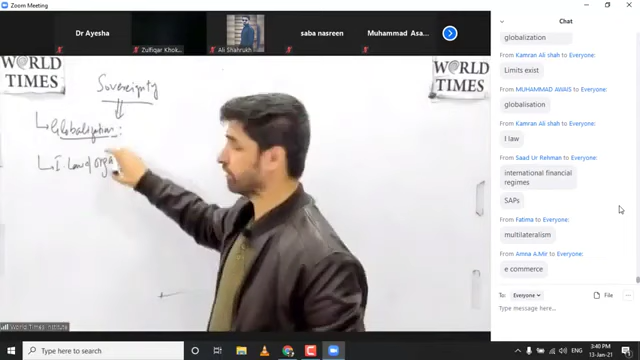 Zoom Meeting
Dr Ayesha
Zulfiqar Khok...
Ali Shahrukh
saba nasreen
Muhammad Asa...
W@RLD
TIMES
W@RLD
TIMES
Sovereignty
Globalization :
I Law/ orga
World Times Institute
Chat
globalization
From Kamran Ali shah to Everyone:
Limits exist
From MUHAMMAD AWAIS to Everyone:
globalisation
From Kamran Ali shah to Everyone:
I law
From Saad Ur Rehman to Everyone:
international financial
regimes
SAPs
From Fatima to Everyone:
multilateralism
From Amna A.Mir to Everyone:
e commerce
To: Everyone
File
Type message here...
Type here to search
3:40 PM
13-Jan-21